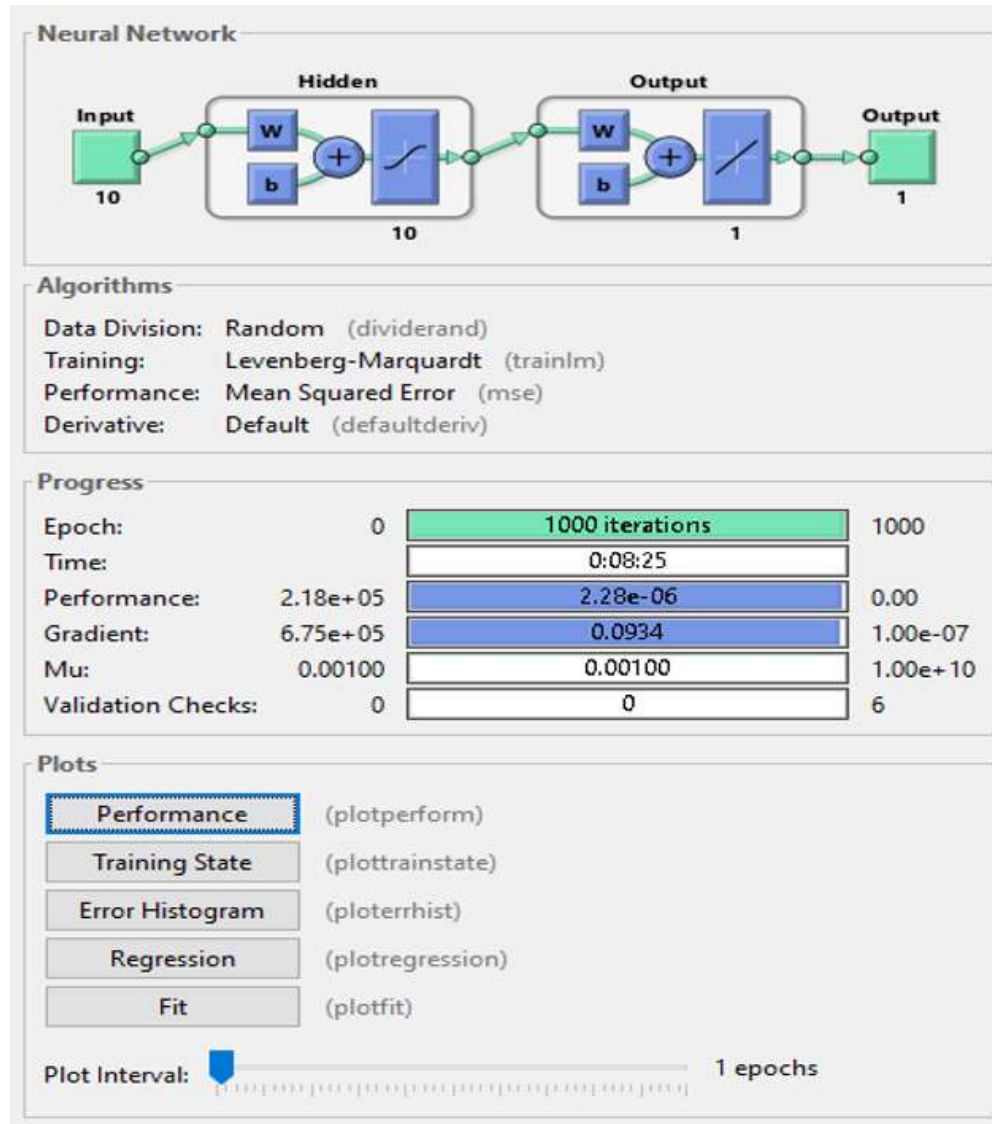 Neural Network
Hidden
Output
Input
W
b
+
W
b
+
Output
10
10
1
1
Algorithms
Data Division: Random (dividerand)
Training: Levenberg-Marquardt (trainlm)
Performance: Mean Squared Error (mse)
Derivative: Default (defaultderiv)
Progress
Epoch: 0 1000 iterations 1000
Time: 0:08:25
Performance: 2.18e+05 2.28e-06 0.00
Gradient: 6.75e+05 0.0934 1.00e-07
Mu: 0.00100 0.00100 1.00e+10
Validation Checks: 0 0 6
Plots
Performance (plotperform)
Training State (plottrainstate)
Error Histogram (ploterrhist)
Regression (plotregression)
Fit (plotfit)
Plot Interval: 1 epochs